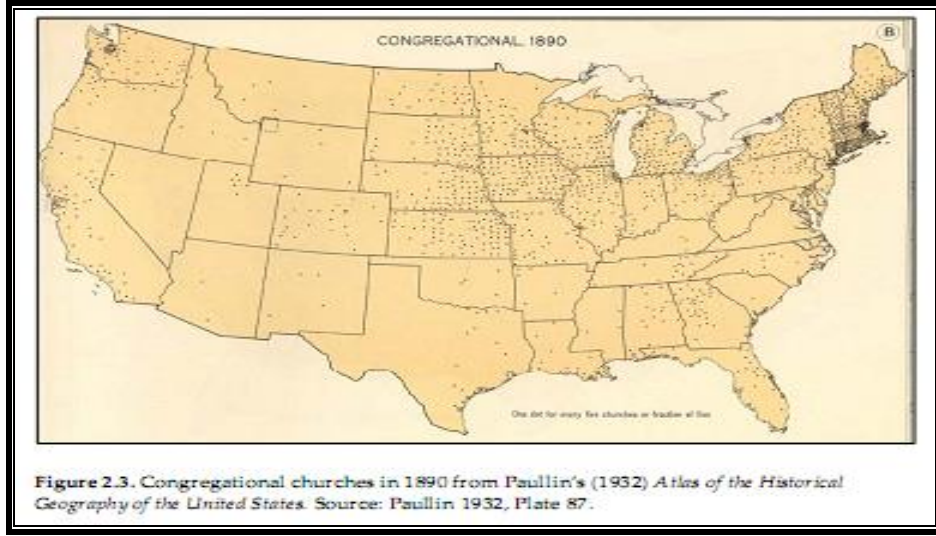 CONGREGATIONAL, 1890
B
One dot for every five churches or fraction of five
Figure 2.3. Congregational churches in 1890 from Paullin's (1932) Atlas of the Historical
Geography of the United States. Source: Paullin 1932, Plate 87.